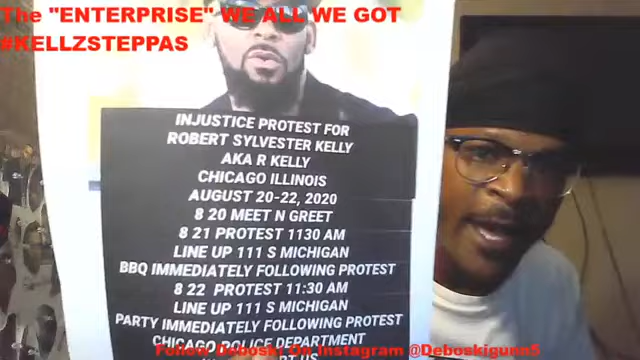 The "ENTERPRISE" WE ALL WE GOT
#KELLZSTEPPAS
INJUSTICE PROTEST FOR
ROBERT SYLVESTER KELLY
AKA R KELLY
CHICAGO ILLINOIS
AUGUST 20-22, 2020
8 20 MEET N GREET
8 21 PROTEST 1130 AM
LINE UP 111 S MICHIGAN
BBQ IMMEDIATELY FOLLOWING PROTEST
8 22 PROTEST 11:30 AM
LINE UP 111 S MICHIGAN
PARTY IMMEDIATELY FOLLOWING PROTEST
CHICAGO POLICE DEPARTMENT
Follow Deboski On Instagram @Deboskigunn5